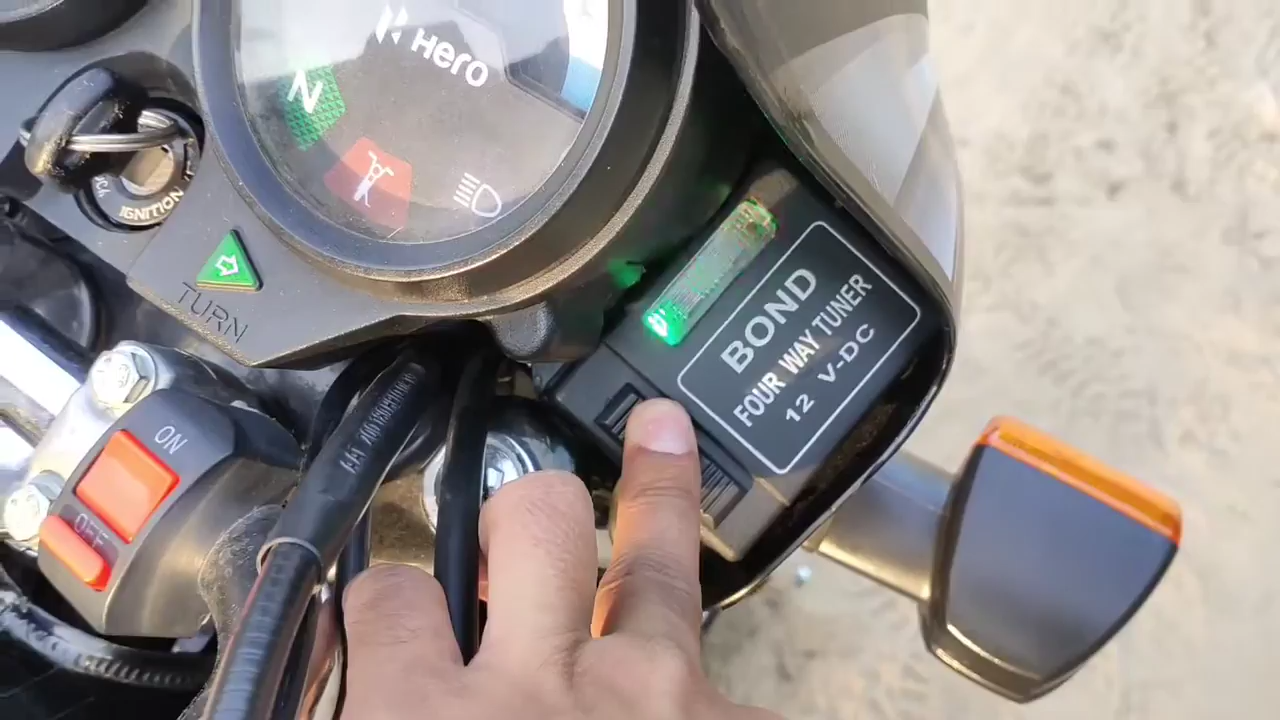 Hero
N
IGNITION
TURN
ON
OFF
BOND
FOUR WAY TUNER
12 V-DC